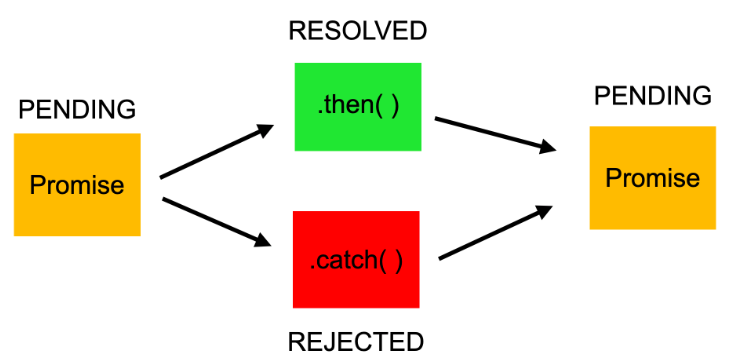 RESOLVED
.then( )
PENDING
Promise
PENDING
Promise
.catch( )
REJECTED